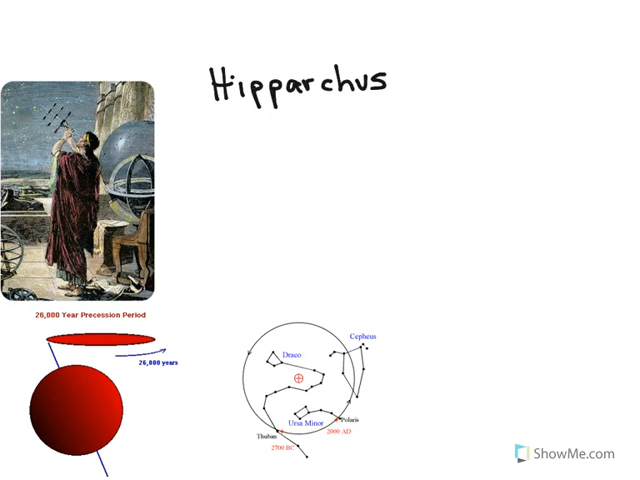 Hipparchus
26,000 Year Precession Period
26,000 years
Cepheus
Draco
Polaris
Ursa Minor
2000 AD
Thuban
2700 BC
ShowMe.com